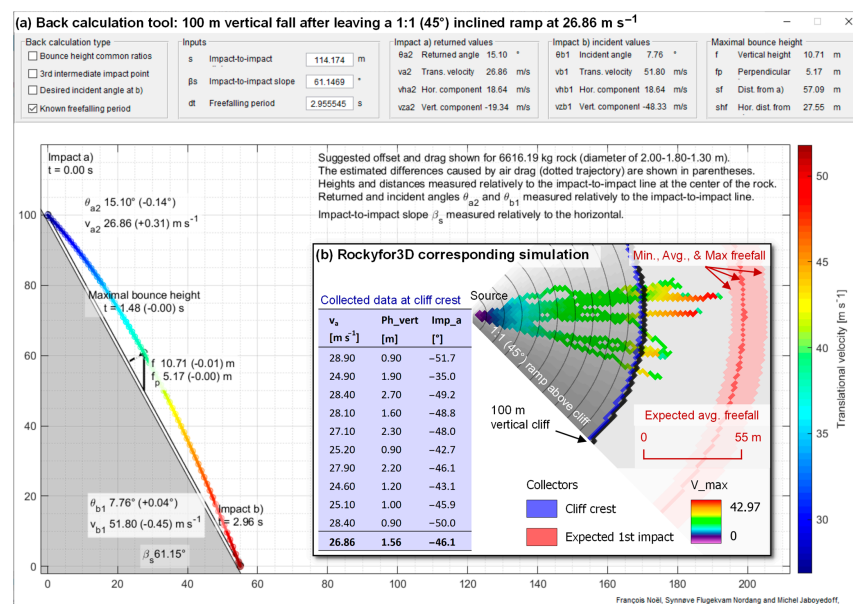 (a) Back calculation tool: 100 m vertical fall after leaving a 1:1 (45°) inclined ramp at 26.86 m s⁻¹
Back calculation type
Bounce height common ratios
3rd intermediate impact point
Desired incident angle at b)
Known freefalling period
Inputs
s Impact-to-impact 114.174 m
βs Impact-to-impact slope 61.1469 °
dt Freefalling period 2.955545 s
Impact a) returned values
θa2 Returned angle 15.10 °
va2 Trans. velocity 26.86 m/s
vha2 Hor. component 18.64 m/s
vza2 Vert. component -19.34 m/s
Impact b) incident values
θb1 Incident angle 7.76 °
vb1 Trans. velocity 51.80 m/s
vhb1 Hor. component 18.64 m/s
vzb1 Vert. component -48.33 m/s
Maximal bounce height
f Vertical height 10.71 m
fp Perpendicular 5.17 m
sf Dist. from a) 57.09 m
shf Hor. dist. from 27.55 m
Impact a)
t = 0.00 s
θa2 15.10° (-0.14°)
va2 26.86 (+0.31) m s⁻¹
Maximal bounce height
t = 1.48 (-0.00) s
f 10.71 (-0.01) m
fp 5.17 (-0.00) m
θb1 7.76° (+0.04°)
vb1 51.80 (-0.45) m s⁻¹
Impact b)
t = 2.96 s
βs 61.15°
Suggested offset and drag shown for 6616.19 kg rock (diameter of 2.00-1.80-1.30 m).
The estimated differences caused by air drag (dotted trajectory) are shown in parentheses.
Heights and distances measured relatively to the impact-to-impact line at the center of the rock.
Returned and incident angles θa2 and θb1 measured relatively to the impact-to-impact line.
Impact-to-impact slope βs measured relatively to the horizontal.
100
80
60
40
20
0
0 20 40 60 80 100 120 140 160 180 200
50
45
40
35
30
Translational velocity [m s⁻¹]
(b) Rockyfor3D corresponding simulation
Collected data at cliff crest
va Ph_vert Imp_a
[m s⁻¹] [m] [°]
28.90 0.90 −51.7
24.90 1.90 −35.0
28.40 2.70 −49.2
28.10 1.60 −48.8
27.10 2.30 −48.0
25.20 0.90 −42.7
27.90 2.20 −46.1
24.60 1.20 −43.1
25.10 1.00 −45.9
28.40 0.90 −50.0
26.86 1.56 −46.1
Source
1:1 (45°) ramp above cliff
100 m
vertical cliff
Min., Avg., & Max freefall
Expected avg. freefall
0 55 m
Collectors
Cliff crest
Expected 1st impact
V_max
42.97
0
François Noël, Synnøve Flugekvam Nordang and Michel Jaboyedoff,